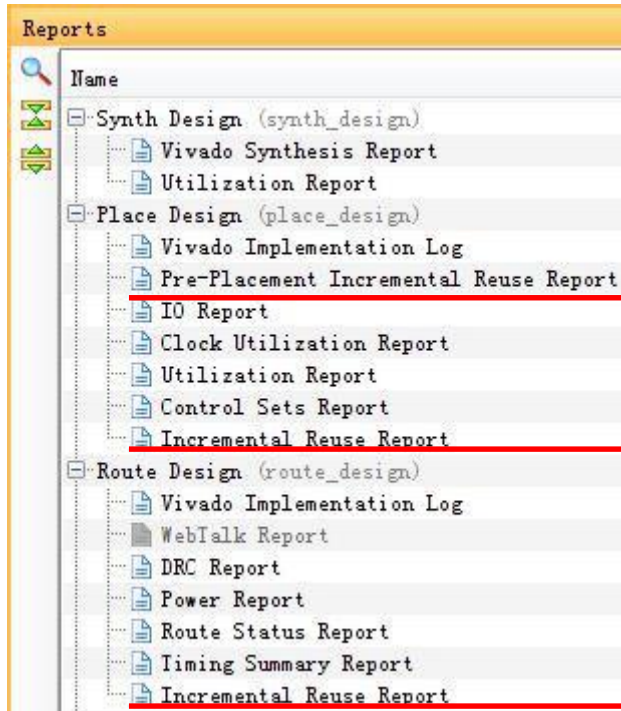 Reports
Name
Synth Design (synth_design)
Vivado Synthesis Report
Utilization Report
Place Design (place_design)
Vivado Implementation Log
Pre-Placement Incremental Reuse Report
IO Report
Clock Utilization Report
Utilization Report
Control Sets Report
Incremental Reuse Report
Route Design (route_design)
Vivado Implementation Log
WebTalk Report
DRC Report
Power Report
Route Status Report
Timing Summary Report
Incremental Reuse Report